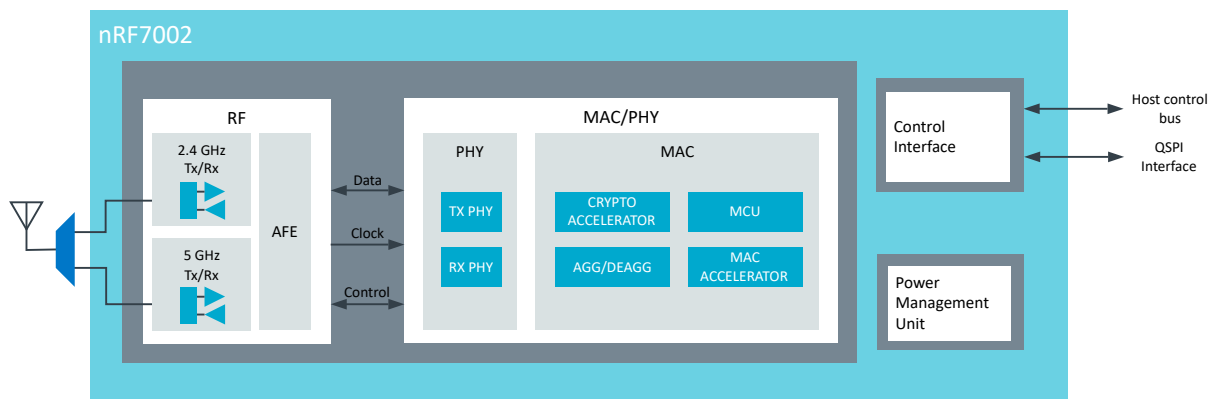 nRF7002
RF
2.4 GHz
Tx/Rx
5 GHz
Tx/Rx
AFE
Data
Clock
Control
MAC/PHY
PHY
TX PHY
RX PHY
MAC
CRYPTO
ACCELERATOR
MCU
AGG/DEAGG
MAC
ACCELERATOR
Control
Interface
Host control
bus
QSPI
Interface
Power
Management
Unit